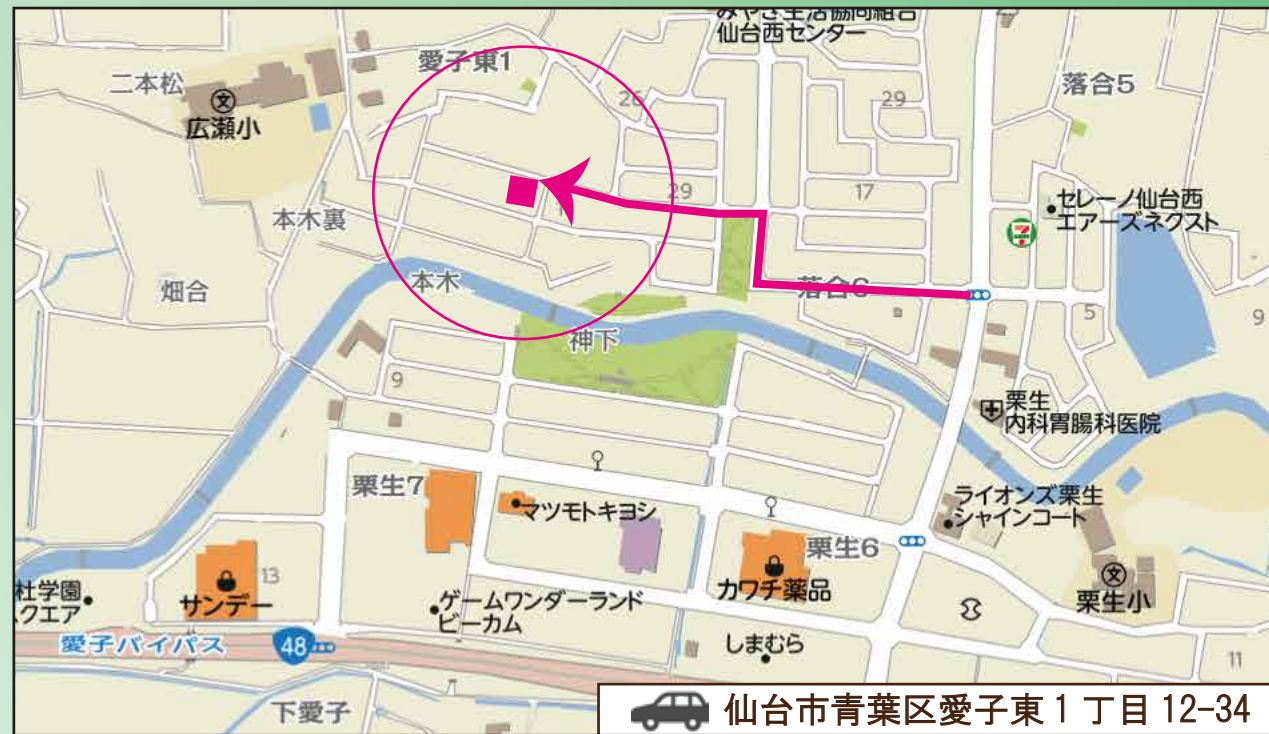 みやぎ生活協同組合
仙台西センター
愛子東1
二本松
落合5
広瀬小
26
29
29
17
1
セレーノ仙台西
エアーズネクスト
7
本木裏
畑合
本木
落合6
5
9
神下
9
栗生
内科胃腸科医院
栗生7
マツモトキヨシ
ライオンズ栗生
シャインコート
栗生6
カワチ薬品
13
サンデー
杜学園
クエア
ゲームワンダーランド
ビーカム
栗生小
しまむら
愛子バイパス
48
11
下愛子
仙台市青葉区愛子東1丁目12-34